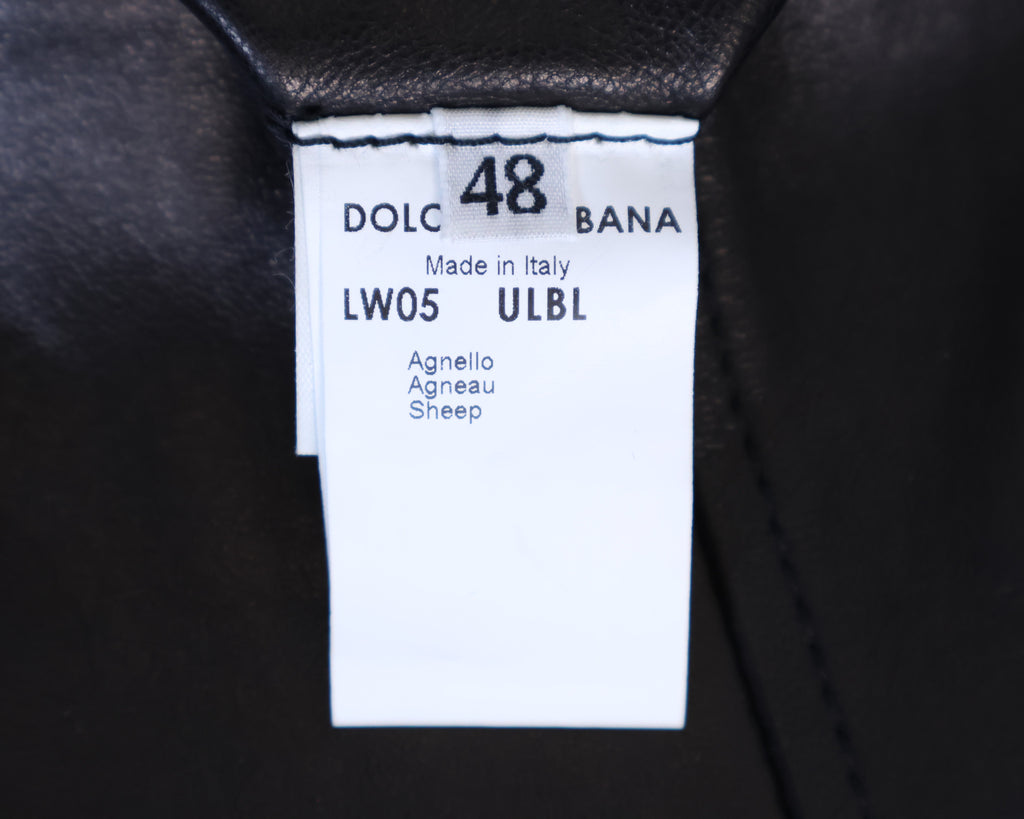 48
DOLC BANA
Made in Italy
LW05 ULBL
Agnello
Agneau
Sheep